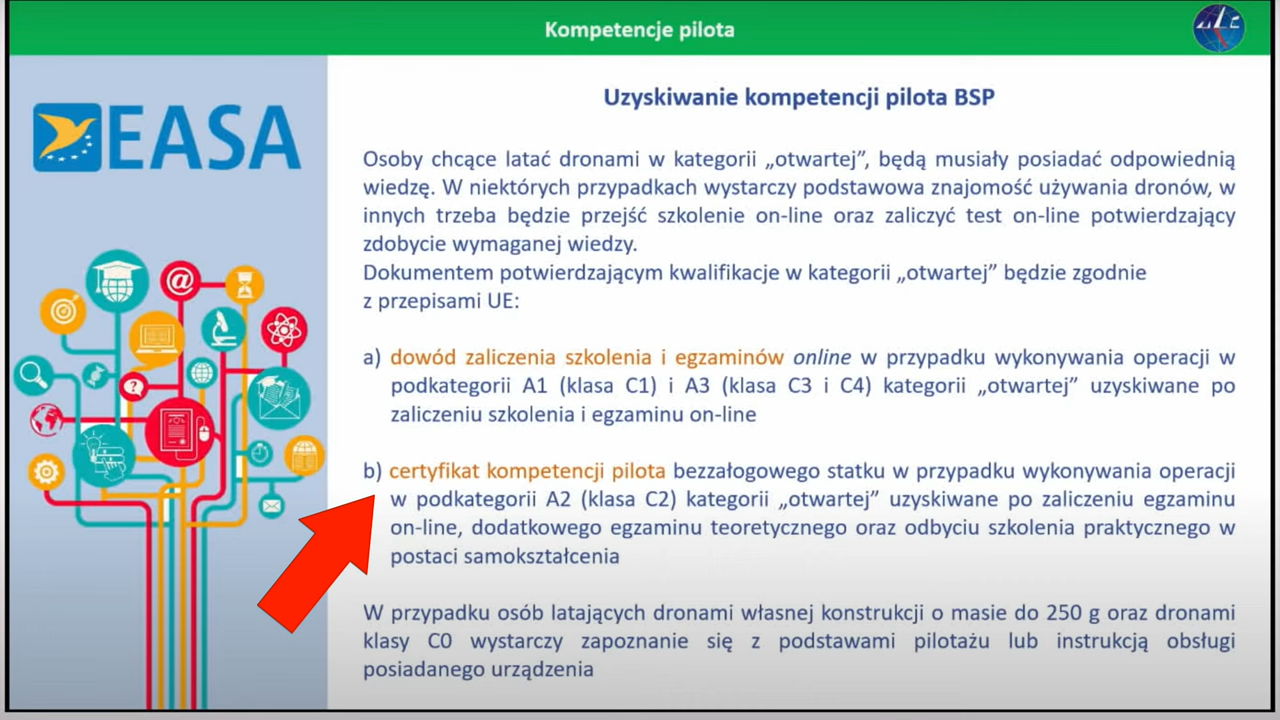 Kompetencje pilota
ULC
EASA
Uzyskiwanie kompetencji pilota BSP
Osoby chcące latać dronami w kategorii „otwartej”, będą musiały posiadać odpowiednią
wiedzę. W niektórych przypadkach wystarczy podstawowa znajomość używania dronów, w
innych trzeba będzie przejść szkolenie on-line oraz zaliczyć test on-line potwierdzający
zdobycie wymaganej wiedzy.
Dokumentem potwierdzającym kwalifikacje w kategorii „otwartej” będzie zgodnie
z przepisami UE:
a) dowód zaliczenia szkolenia i egzaminów online w przypadku wykonywania operacji w
podkategorii A1 (klasa C1) i A3 (klasa C3 i C4) kategorii „otwartej” uzyskiwane po
zaliczeniu szkolenia i egzaminu on-line
b) certyfikat kompetencji pilota bezzałogowego statku w przypadku wykonywania operacji
w podkategorii A2 (klasa C2) kategorii „otwartej” uzyskiwane po zaliczeniu egzaminu
on-line, dodatkowego egzaminu teoretycznego oraz odbyciu szkolenia praktycznego w
postaci samokształcenia
W przypadku osób latających dronami własnej konstrukcji o masie do 250 g oraz dronami
klasy C0 wystarczy zapoznanie się z podstawami pilotażu lub instrukcją obsługi
posiadanego urządzenia